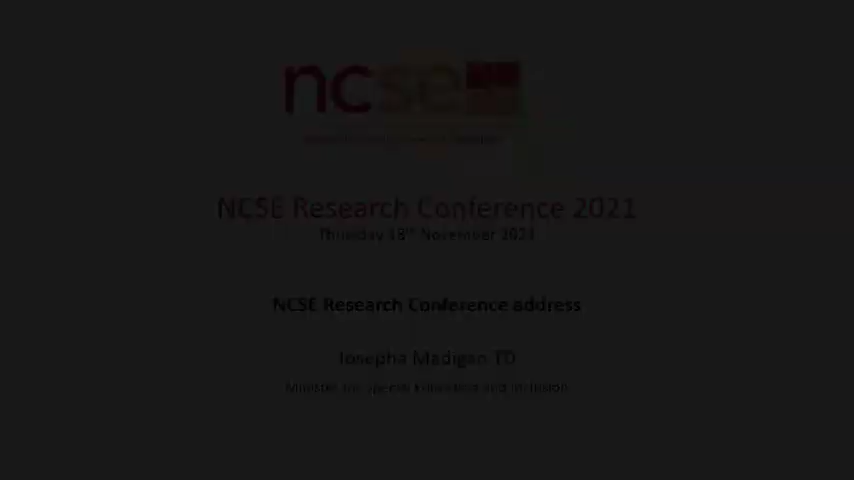 ncse
NCSE Research Conference 2021
Thursday 18th November 2021
NCSE Research Conference address
Josepha Madigan TD
Minister for Special Education and Inclusion